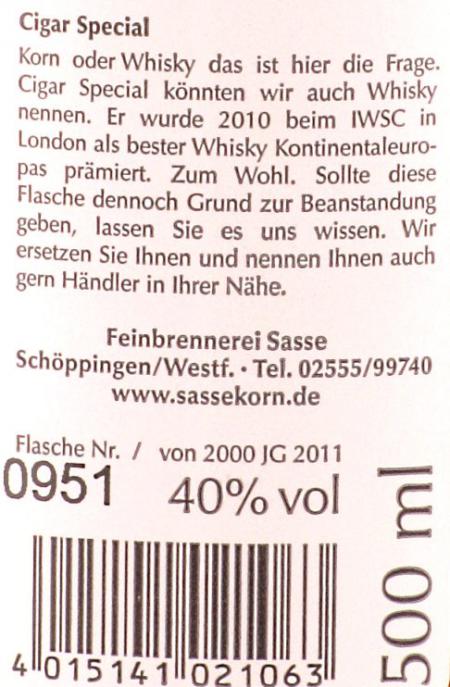 Cigar Special
Korn oder Whisky das ist hier die Frage.
Cigar Special könnten wir auch Whisky
nennen. Er wurde 2010 beim IWSC in
London als bester Whisky Kontinentaleuro-
pas prämiert. Zum Wohl. Sollte diese
Flasche dennoch Grund zur Beanstandung
geben, lassen Sie es uns wissen. Wir
ersetzen Sie Ihnen und nennen Ihnen auch
gern Händler in Ihrer Nähe.
Feinbrennerei Sasse
Schöppingen/Westf. · Tel. 02555/99740
www.sassekorn.de
Flasche Nr. / von 2000 JG 2011
0951 40% vol
500 ml
4 015141 021063